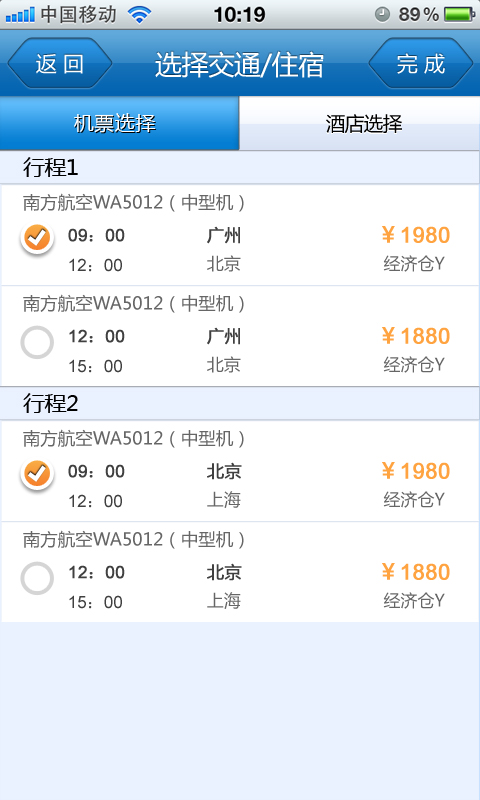 中国移动 10:19 89%
返回 选择交通/住宿 完成
机票选择 酒店选择
行程1
南方航空WA5012（中型机）
09：00 广州 ￥1980
12：00 北京 经济仓Y
南方航空WA5012（中型机）
12：00 广州 ￥1880
15：00 北京 经济仓Y
行程2
南方航空WA5012（中型机）
09：00 北京 ￥1980
12：00 上海 经济仓Y
南方航空WA5012（中型机）
12：00 北京 ￥1880
15：00 上海 经济仓Y